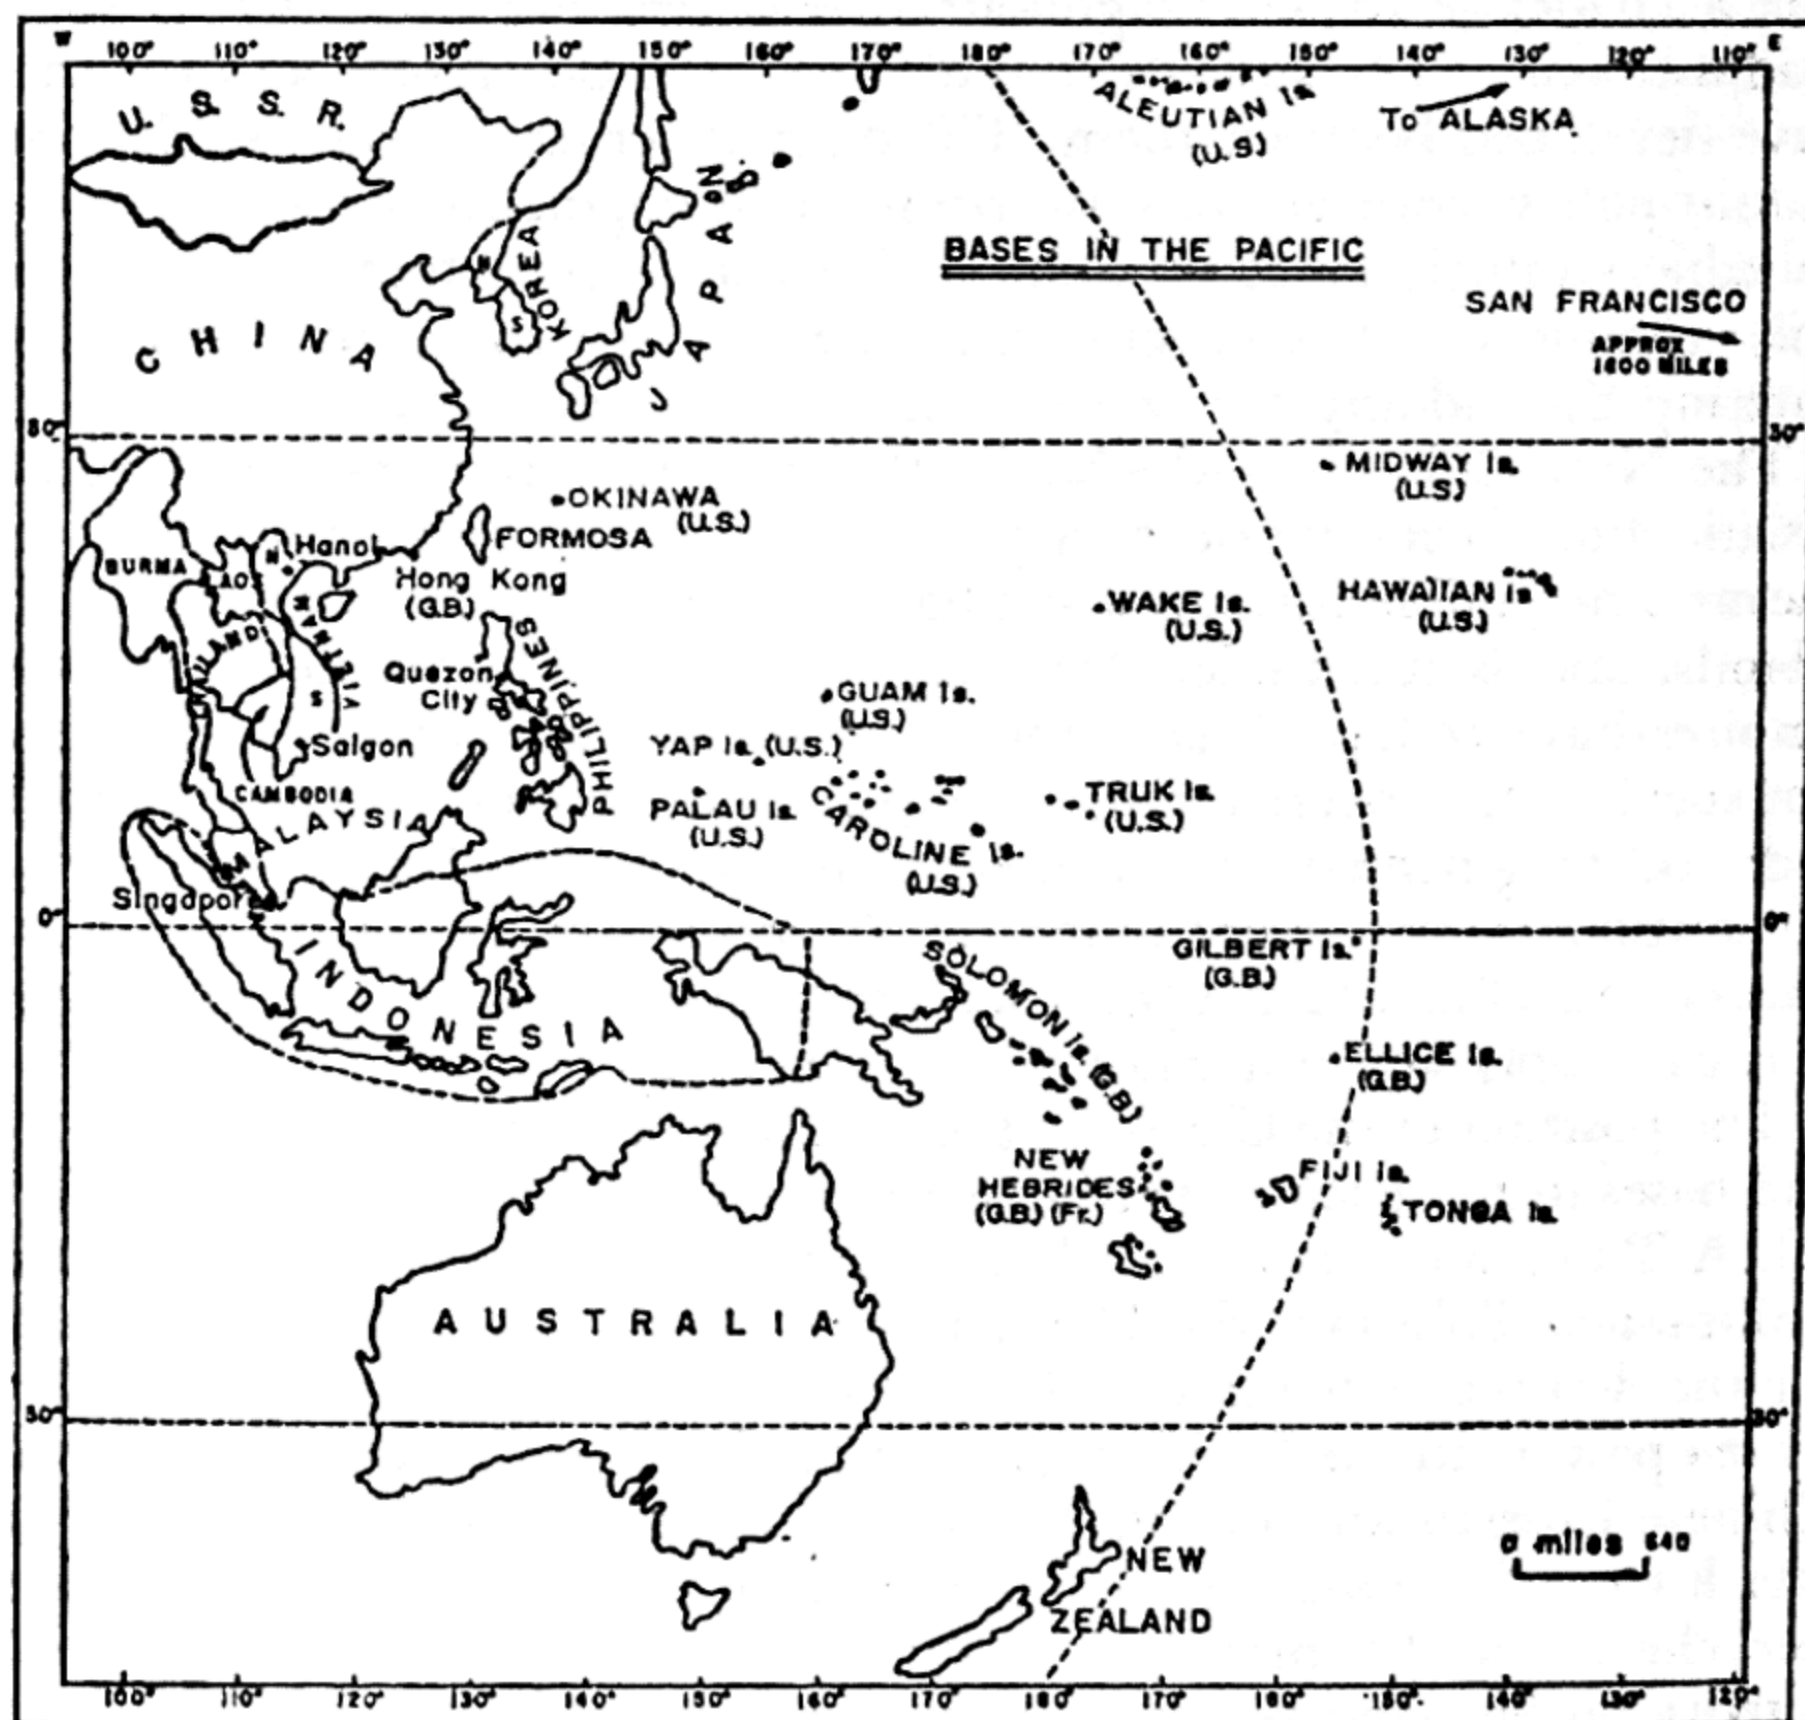 W 100° 110° 120° 130° 140° 150° 160° 170° 180° 170° 160° 150° 140° 130° 120° 110° E
U. S. S. R.
ALEUTIAN Is
(U.S)
To ALASKA
BASES IN THE PACIFIC
SAN FRANCISCO
APPROX
1600 MILES
N
KOREA
S
JAPAN
CHINA
30° 30°
MIDWAY Is.
(U.S)
OKINAWA
(U.S.)
FORMOSA
Hanoi
N
BURMA
LAOS
Hong Kong
(G.B.)
HAWAIIAN Is
(U.S.)
WAKE Is.
(U.S.)
VIETNAM
THAILAND
S
Quezon
City
PHILIPPINES
GUAM Is.
(U.S.)
Saigon
YAP Is. (U.S.)
CAMBODIA
PALAU Is.
(U.S.)
TRUK Is.
(U.S.)
CAROLINE Is.
(U.S.)
MALAYSIA
Singapore
0° 0°
GILBERT Is.
(G.B.)
SOLOMON Is. (G.B.)
INDONESIA
ELLICE Is.
(G.B.)
NEW
HEBRIDES
(G.B.) (Fr.)
FIJI Is.
TONGA Is.
AUSTRALIA
30° 30°
0 miles 640
NEW
ZEALAND
100° 110° 120° 130° 140° 150° 160° 170° 180° 170° 160° 150° 140° 130° 120°